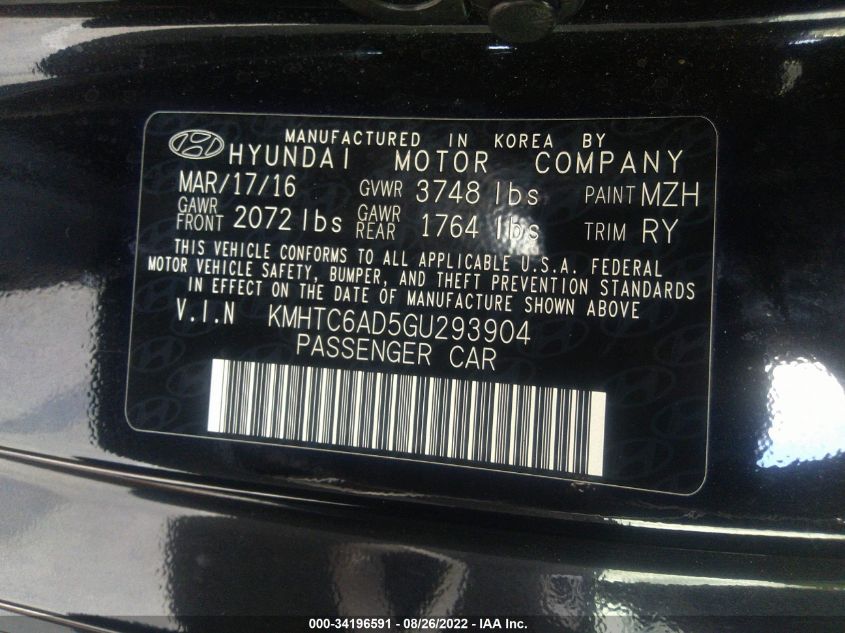 MANUFACTURED IN KOREA BY
HYUNDAI MOTOR COMPANY
MAR/17/16 GVWR 3748 lbs PAINT MZH
GAWR FRONT 2072 lbs GAWR REAR 1764 lbs TRIM RY
THIS VEHICLE CONFORMS TO ALL APPLICABLE U.S.A. FEDERAL
MOTOR VEHICLE SAFETY, BUMPER, AND THEFT PREVENTION STANDARDS
IN EFFECT ON THE DATE OF MANUFACTURE SHOWN ABOVE
V.I.N KMHTC6AD5GU293904
PASSENGER CAR
000-34196591 - 08/26/2022 - IAA Inc.